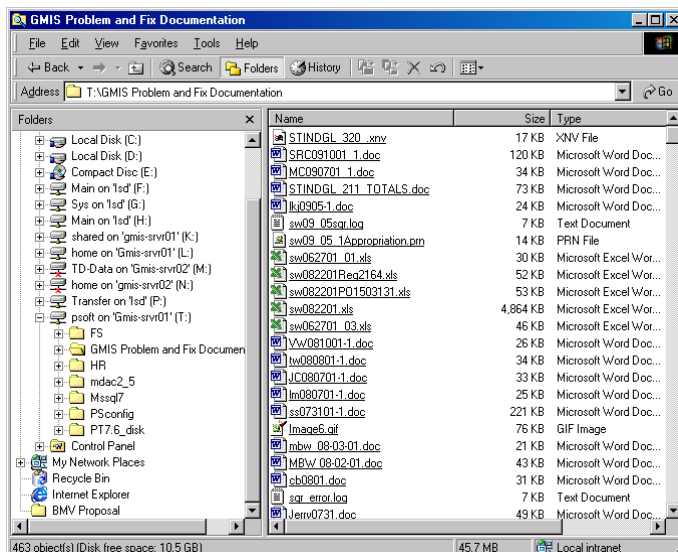 GMIS Problem and Fix Documentation
File Edit View Favorites Tools Help
Back Search Folders History
Address T:\GMIS Problem and Fix Documentation Go
Folders
Local Disk (C:)
Local Disk (D:)
Compact Disc (E:)
Main on 'lsd' (F:)
Sys on 'lsd' (G:)
Main on 'lsd' (H:)
shared on 'gmis-srvr01' (K:)
home on 'Gmis-srvr01' (L:)
TD-Data on 'Gmis-srvr02' (M:)
home on 'gmis-srvr02' (N:)
Transfer on 'lsd' (P:)
psoft on 'Gmis-srvr01' (T:)
FS
GMIS Problem and Fix Documen
HR
mdac2_5
Mssql7
PSconfig
PT7.6_disk
Control Panel
My Network Places
Recycle Bin
Internet Explorer
BMV Proposal
Name Size Type
STINDGL_320_.xnv 17 KB XNV File
SRC091001_1.doc 120 KB Microsoft Word Doc...
MC090701_1.doc 34 KB Microsoft Word Doc...
STINDGL_211_TOTALS.doc 73 KB Microsoft Word Doc...
lkj0905-1.doc 24 KB Microsoft Word Doc...
sw09_05sqr.log 7 KB Text Document
sw09_05_1Appropriation.prn 14 KB PRN File
sw062701_01.xls 30 KB Microsoft Excel Wor...
sw082201Req2164.xls 52 KB Microsoft Excel Wor...
sw082201PO1503131.xls 53 KB Microsoft Excel Wor...
sw082201.xls 4,864 KB Microsoft Excel Wor...
sw062701_03.xls 46 KB Microsoft Excel Wor...
VW081001-1.doc 26 KB Microsoft Word Doc...
tw080801-1.doc 34 KB Microsoft Word Doc...
JC080701-1.doc 33 KB Microsoft Word Doc...
lm080701-1.doc 25 KB Microsoft Word Doc...
ss073101-1.doc 221 KB Microsoft Word Doc...
Image6.gif 76 KB GIF Image
mbw_08-03-01.doc 21 KB Microsoft Word Doc...
MBW_08-02-01.doc 43 KB Microsoft Word Doc...
cb0801.doc 31 KB Microsoft Word Doc...
sqr_error.log 7 KB Text Document
Jerry0731.doc 49 KB Microsoft Word Doc...
463 object(s) (Disk free space: 10.5 GB) 45.7 MB Local intranet